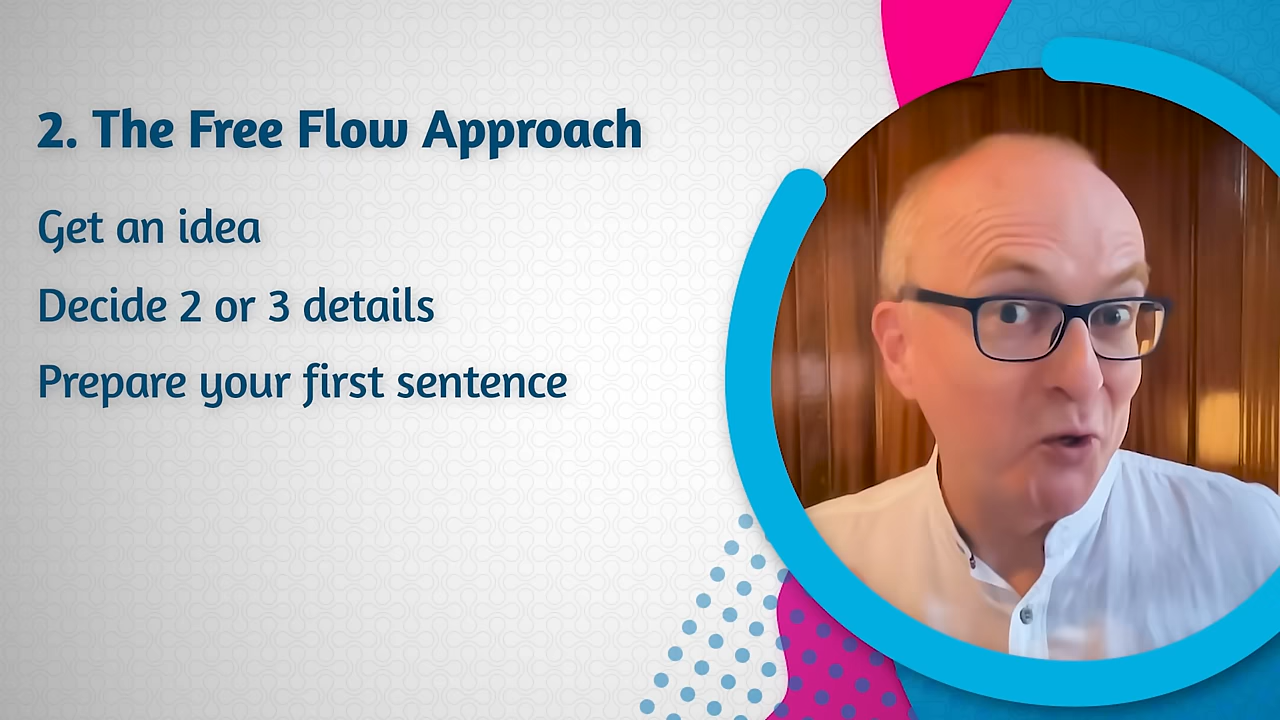 2. The Free Flow Approach
Get an idea
Decide 2 or 3 details
Prepare your first sentence